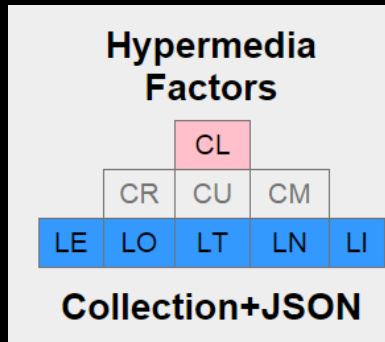 Hypermedia
Factors
CL
CR CU CM
LE LO LT LN LI
Collection+JSON